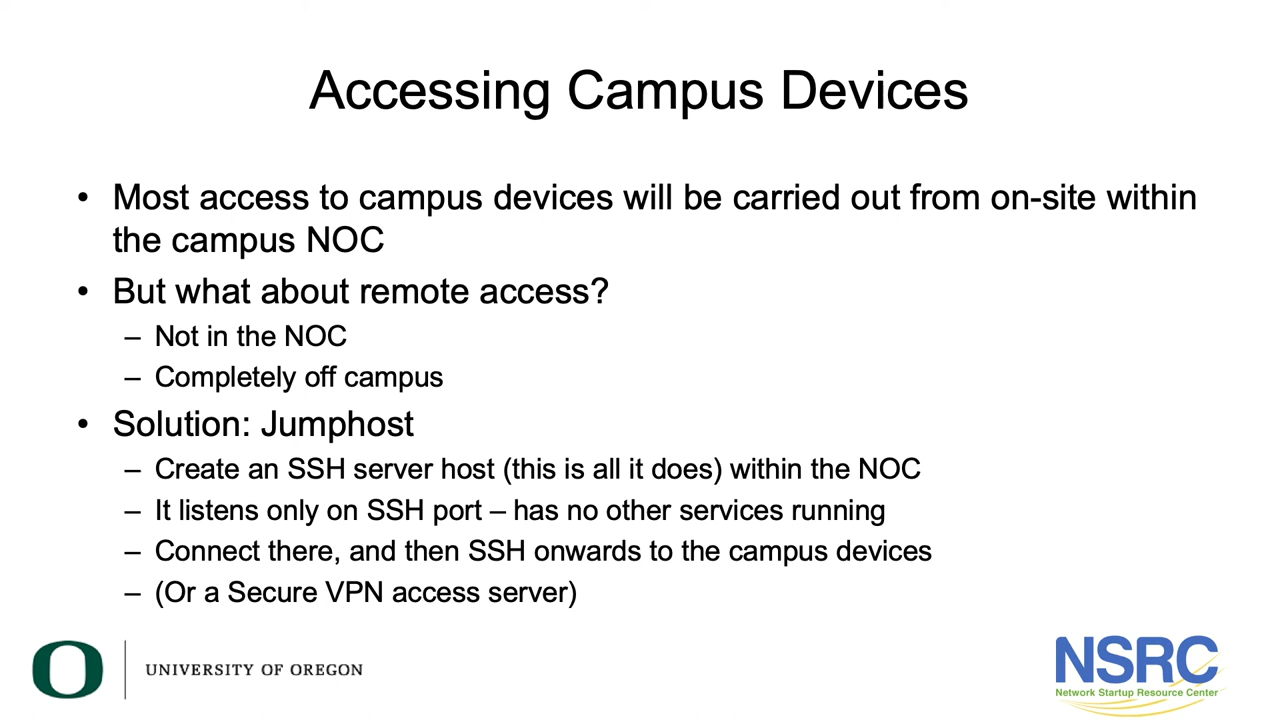 Accessing Campus Devices
• Most access to campus devices will be carried out from on-site within
the campus NOC
• But what about remote access?
– Not in the NOC
– Completely off campus
• Solution: Jumphost
– Create an SSH server host (this is all it does) within the NOC
– It listens only on SSH port – has no other services running
– Connect there, and then SSH onwards to the campus devices
– (Or a Secure VPN access server)
O
UNIVERSITY OF OREGON
NSRC
Network Startup Resource Center